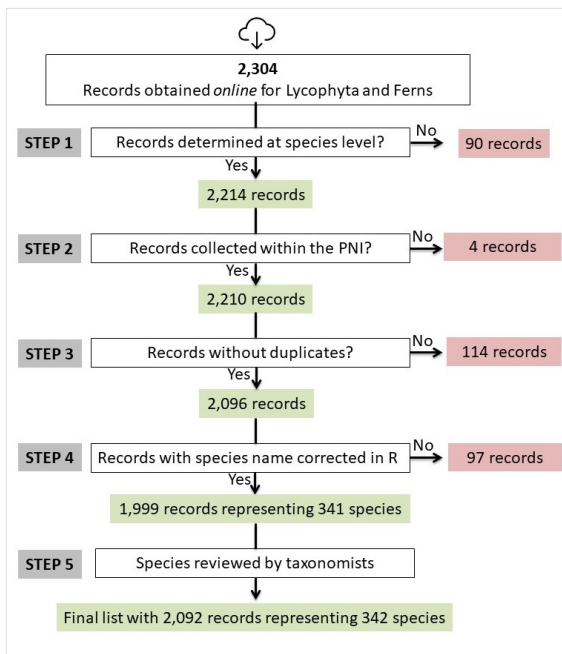 2,304
Records obtained online for Lycophyta and Ferns
STEP 1
Records determined at species level?
No
90 records
Yes
2,214 records
STEP 2
Records collected within the PNI?
No
4 records
Yes
2,210 records
STEP 3
Records without duplicates?
No
114 records
Yes
2,096 records
STEP 4
Records with species name corrected in R
No
97 records
Yes
1,999 records representing 341 species
STEP 5
Species reviewed by taxonomists
Final list with 2,092 records representing 342 species